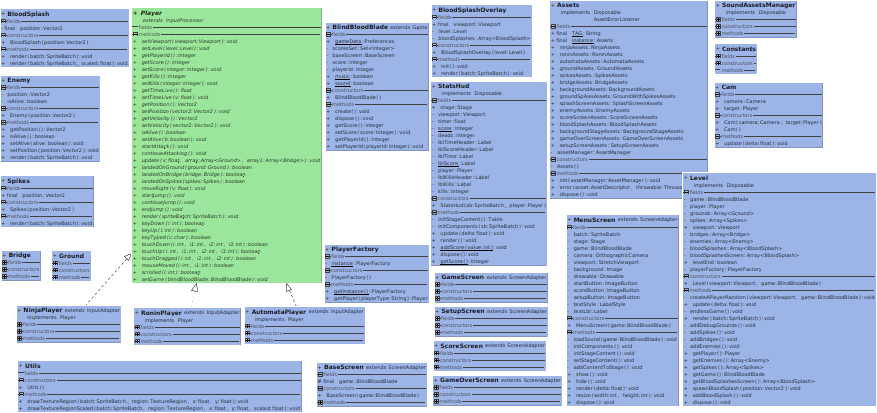 BloodSplash
fields
final position: Vector2
constructors
BloodSplash(position: Vector2)
methods
render(batch: SpriteBatch): void
render(batch: SpriteBatch, scaled: float): void
Enemy
fields
position: Vector2
isAlive: boolean
constructors
Enemy(position: Vector2)
methods
getPosition(): Vector2
isAlive(): boolean
setAlive(alive: boolean): void
setPosition(position: Vector2): void
render(batch: SpriteBatch): void
Spikes
fields
final position: Vector2
constructors
Spikes(position: Vector2)
methods
render(batch: SpriteBatch): void
Bridge
fields
constructors
methods
Ground
fields
constructors
methods
Player
extends InputProcessor
fields
methods
setViewport(viewport: Viewport): void
setLevel(level: Level): void
getPlayerId(): integer
getScore(): integer
setScore(integer: integer): void
getKills(): integer
setKills(integer: integer): void
getTimeLive(): float
setTimeLive(v: float): void
getPosition(): Vector2
setPosition(vector2: Vector2): void
getVelocity(): Vector2
setVelocity(vector2: Vector2): void
isAlive(): boolean
setAlive(b: boolean): void
startAttack(): void
continueAttacking(): void
update(v: float, array: Array<Ground>, array1: Array<Bridge>): void
landedOnGround(ground: Ground): boolean
landedOnBridge(bridge: Bridge): boolean
landedOnSpikes(spikes: Spikes): boolean
moveRight(v: float): void
startJump(): void
continueJump(): void
endJump(): void
render(spriteBatch: SpriteBatch): void
keyDown(i: int): boolean
keyUp(i: int): boolean
keyTyped(c: char): boolean
touchDown(i: int, i1: int, i2: int, i3: int): boolean
touchUp(i: int, i1: int, i2: int, i3: int): boolean
touchDragged(i: int, i1: int, i2: int): boolean
mouseMoved(i: int, i1: int): boolean
scrolled(i: int): boolean
setGame(blindBloodBlade: BlindBloodBlade): void
NinjaPlayer extends InputAdapter
implements Player
fields
constructors
methods
RoninPlayer extends InputAdapter
implements Player
fields
constructors
methods
AutomataPlayer extends InputAdapter
implements Player
fields
constructors
methods
Utils
fields
constructors
Utils()
methods
drawTextureRegion(batch: SpriteBatch, region: TextureRegion, x: float, y: float): void
drawTextureRegionScaled(batch: SpriteBatch, region: TextureRegion, x: float, y: float, scaled: float): void
BlindBloodBlade extends Game
fields
gameData: Preferences
scoresSet: Set<Integer>
baseScreen: BaseScreen
score: integer
playerId: integer
music: boolean
sound: boolean
constructors
BlindBloodBlade()
methods
create(): void
dispose(): void
getScore(): integer
setScore(score: integer): void
getPlayerId(): integer
setPlayerId(playerId: integer): void
PlayerFactory
fields
instance: PlayerFactory
constructors
PlayerFactory()
methods
getInstance(): PlayerFactory
getPlayer(playerType: String): Player
BaseScreen extends ScreenAdapter
fields
final game: BlindBloodBlade
constructors
BaseScreen(game: BlindBloodBlade)
methods
BloodSplashOverlay
fields
final viewport: Viewport
level: Level
bloodSplashes: Array<BloodSplash>
constructors
BloodSplashOverlay(level: Level)
methods
init(): void
render(batch: SpriteBatch): void
StatsHud
implements Disposable
fields
stage: Stage
viewport: Viewport
timer: float
score: integer
death: integer
lblTimeHeader: Label
lblScoreHeader: Label
lblTime: Label
lblScore: Label
player: Player
lblKillsHeader: Label
lblKills: Label
kills: integer
constructors
StatsHud(sb: SpriteBatch)
methods
initStageContent(): Table
initComponents(sb: SpriteBatch): void
update(delta: float): void
render(): void
addScore(value: int): void
dispose(): void
getScore(): integer
GameScreen extends ScreenAdapter
fields
constructors
methods
SetupScreen extends ScreenAdapter
fields
constructors
methods
ScoreScreen extends ScreenAdapter
fields
constructors
methods
GameOverScreen extends ScreenAdapter
fields
constructors
methods
Assets
implements Disposable
AssetErrorListener
fields
final TAG: String
final instance: Assets
ninjaAssets: NinjaAssets
roninAssets: RoninAssets
automataAssets: AutomataAssets
groundAssets: GroundAssets
spikesAssets: SpikesAssets
bridgeAssets: BridgeAssets
backgroundAssets: BackgroundAssets
groundSpikesAssets: GroundWithSpikesAssets
splashScreenAssets: SplashScreenAssets
enemyAssets: EnemyAssets
scoreScreenAssets: ScoreScreenAssets
bloodSplashAssets: BloodSplashAssets
backgroundStageAssets: BackgroundStageAssets
gameOverScreenAssets: GameOverScreenAssets
setupScreenAssets: SetupScreenAssets
assetManager: AssetManager
constructors
Assets()
methods
init(assetManager: AssetManager): void
error(asset: AssetDescriptor, throwable: Throwa
dispose(): void
MenuScreen extends ScreenAdapter
fields
batch: SpriteBatch
stage: Stage
game: BlindBloodBlade
camera: OrthographicCamera
viewport: StretchViewport
background: Image
drawable: Drawable
startButton: ImageButton
scoreButton: ImageButton
setupButton: ImageButton
textStyle: LabelStyle
textLbl: Label
constructors
MenuScreen(game: BlindBloodBlade)
methods
loadSound(game: BlindBloodBlade): void
initComponents(): void
initStageContent(): void
setStageContent(): void
addContentToStage(): void
show(): void
hide(): void
render(delta: float): void
resize(width: int, height: int): void
dispose(): void
SoundAssetsManager
fields
constructors
methods
Constants
fields
constructors
methods
Cam
fields
camera: Camera
target: Player
constructors
Cam(camera: Camera, target: Player)
Cam()
methods
update(delta: float): void
Level
implements Disposable
fields
game: BlindBloodBlade
player: Player
grounds: Array<Ground>
spikes: Array<Spikes>
viewport: Viewport
bridges: Array<Bridge>
enemies: Array<Enemy>
bloodSplashes: Array<BloodSplash>
bloodSplashesScreen: Array<BloodSplash>
levelEnd: boolean
playerFactory: PlayerFactory
constructors
Level(viewport: Viewport, game: BlindBloodBlade)
methods
createAPlayerRandom(viewport: Viewport, game: BlindBloodBlade): void
update(delta: float): void
endlessGame(): void
render(batch: SpriteBatch): void
addDebugGrounds(): void
addSpikes(): void
addBridges(): void
addEnemies(): void
getPlayer(): Player
getEnemies(): Array<Enemy>
getSpikes(): Array<Spikes>
getGame(): BlindBloodBlade
getBloodSplashesScreen(): Array<BloodSplash>
spawnBloodSplash(position: Vector2): void
addBloodSplash(position: Vector2): void
dispose(): void